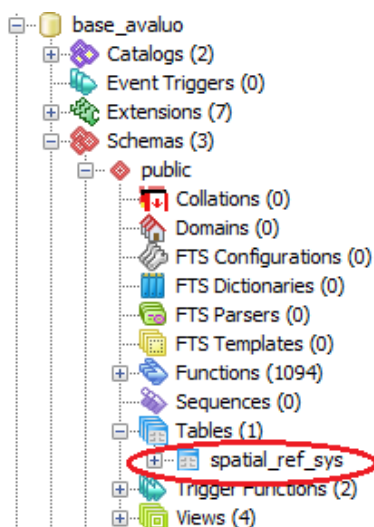 base_avaluo
Catalogs (2)
Event Triggers (0)
Extensions (7)
Schemas (3)
public
Collations (0)
Domains (0)
FTS Configurations (0)
FTS Dictionaries (0)
FTS Parsers (0)
FTS Templates (0)
Functions (1094)
Sequences (0)
Tables (1)
spatial_ref_sys
Trigger Functions (2)
Views (4)